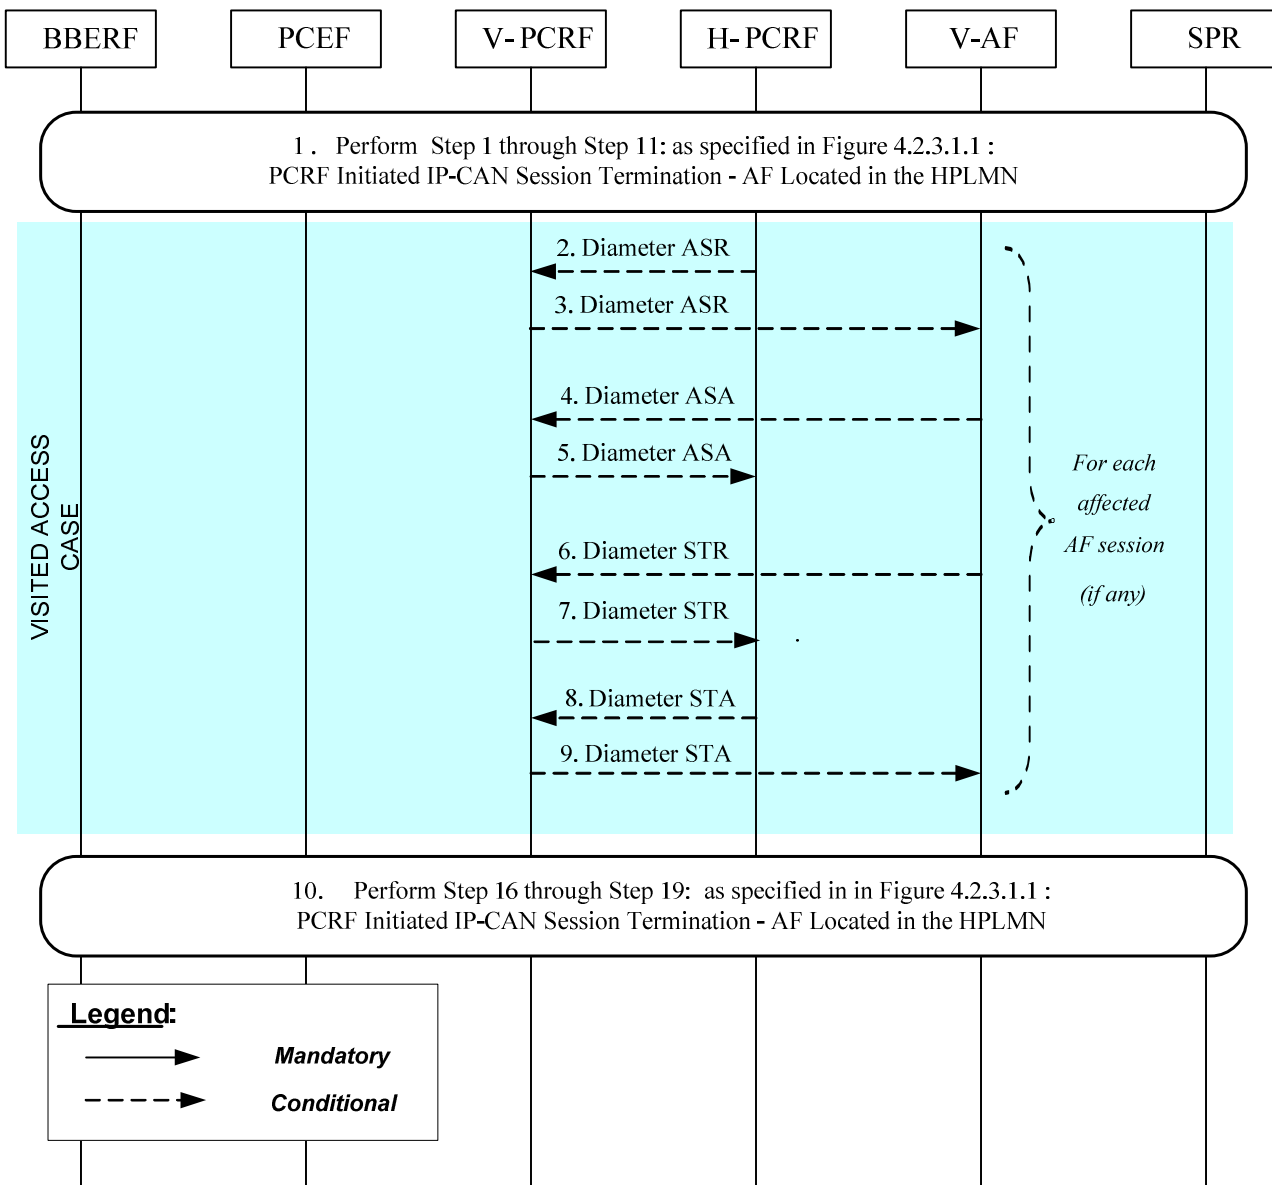 BBERF
PCEF
V-PCRF
H-PCRF
V-AF
SPR
1. Perform Step 1 through Step 11: as specified in Figure 4.2.3.1.1 :
PCRF Initiated IP-CAN Session Termination - AF Located in the HPLMN
VISITED ACCESS
CASE
2. Diameter ASR
3. Diameter ASR
4. Diameter ASA
5. Diameter ASA
6. Diameter STR
7. Diameter STR
8. Diameter STA
9. Diameter STA
For each
affected
AF session
(if any)
10. Perform Step 16 through Step 19: as specified in in Figure 4.2.3.1.1 :
PCRF Initiated IP-CAN Session Termination - AF Located in the HPLMN
Legend:
Mandatory
Conditional